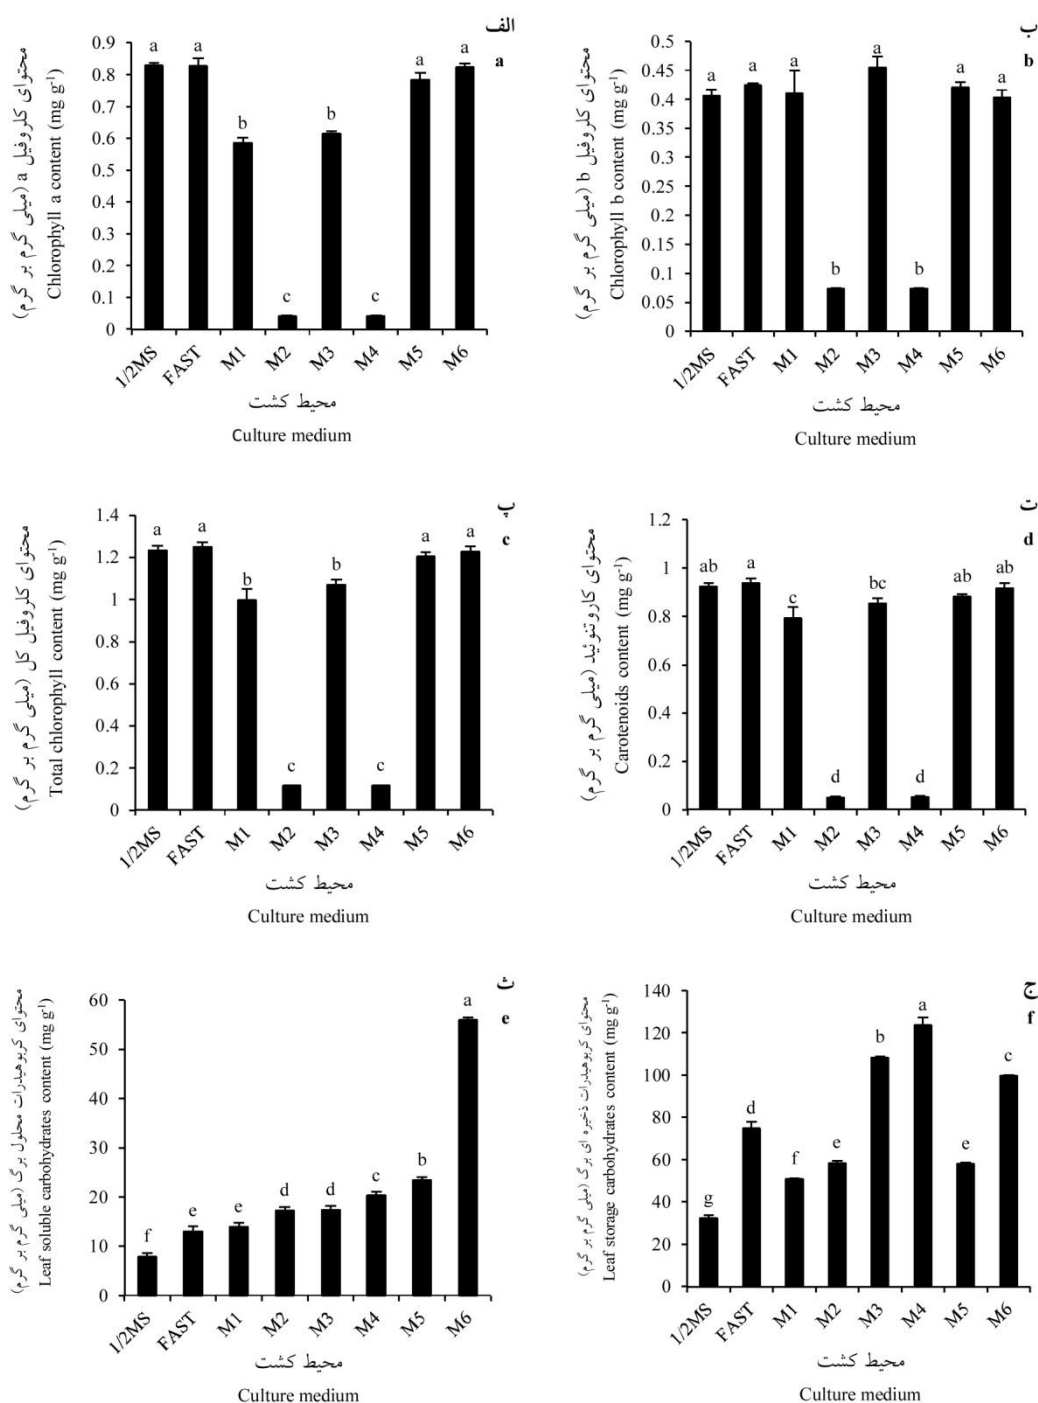 الف
a
محتوای کلروفیل a (میلی گرم بر گرم)
Chlorophyll a content (mg g-1)
0.9
0.8
0.7
0.6
0.5
0.4
0.3
0.2
0.1
0
a
a
b
c
b
c
a
a
1/2MS
FAST
M1
M2
M3
M4
M5
M6
محیط کشت
Culture medium
ب
b
محتوای کلروفیل b (میلی گرم بر گرم)
Chlorophyll b content (mg g-1)
0.5
0.45
0.4
0.35
0.3
0.25
0.2
0.15
0.1
0.05
0
a
a
a
b
a
b
a
a
1/2MS
FAST
M1
M2
M3
M4
M5
M6
محیط کشت
Culture medium
پ
c
محتوای کلروفیل کل (میلی گرم بر گرم)
Total chlorophyll content (mg g-1)
1.4
1.2
1
0.8
0.6
0.4
0.2
0
a
a
b
c
b
c
a
a
1/2MS
FAST
M1
M2
M3
M4
M5
M6
محیط کشت
Culture medium
ت
d
محتوای کاروتنوئید (میلی گرم بر گرم)
Carotenoids content (mg g-1)
1.2
1
0.8
0.6
0.4
0.2
0
ab
a
c
d
bc
d
ab
ab
1/2MS
FAST
M1
M2
M3
M4
M5
M6
محیط کشت
Culture medium
ث
e
محتوای کربوهیدرات محلول برگ (میلی گرم بر گرم)
Leaf soluble carbohydrates content (mg g-1)
60
50
40
30
20
10
0
f
e
e
d
d
c
b
a
1/2MS
FAST
M1
M2
M3
M4
M5
M6
محیط کشت
Culture medium
ج
f
محتوای کربوهیدرات ذخیره ای برگ (میلی گرم بر گرم)
Leaf storage carbohydrates content (mg g-1)
140
120
100
80
60
40
20
0
g
d
f
e
b
a
e
c
1/2MS
FAST
M1
M2
M3
M4
M5
M6
محیط کشت
Culture medium